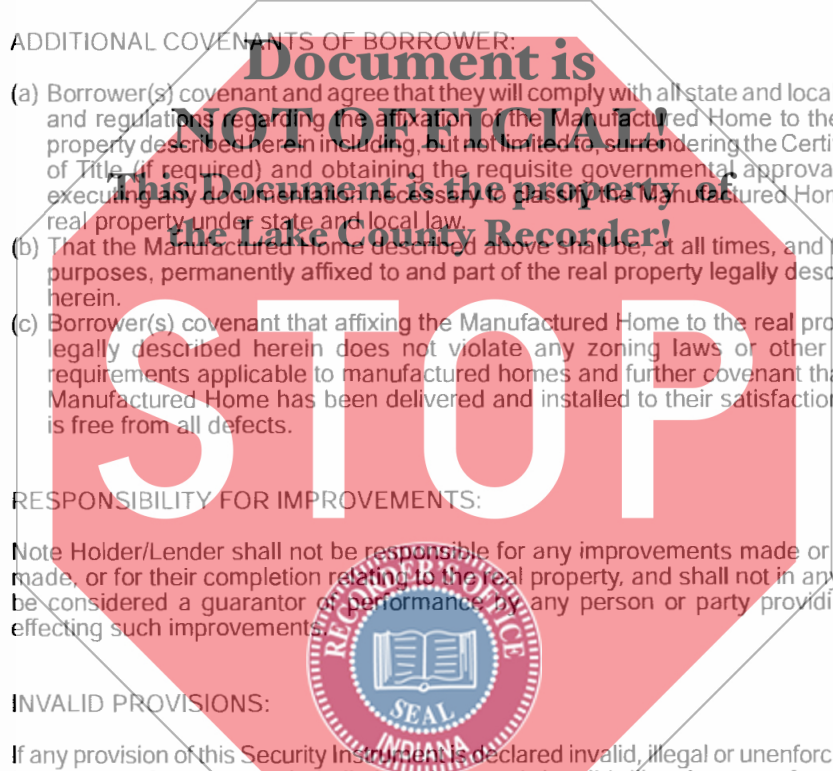 ADDITIONAL COVENANTS OF BORROWER:
Document is
(a) Borrower(s) covenant and agree that they will comply with all state and loca
NOT OFFICIAL!
and regulations regarding the affixation of the Manufactured Home to the
property described herein including, but not limited to, surrendering the Certi
of Title (if required) and obtaining the requisite governmental approva
This Document is the property of
executing any documentation necessary to classify the Manufactured Hom
real property under state and local law.
the Lake County Recorder!
(b) That the Manufactured Home described above shall be, at all times, and
purposes, permanently affixed to and part of the real property legally desc
herein.
(c) Borrower(s) covenant that affixing the Manufactured Home to the real pro
legally described herein does not violate any zoning laws or other
requirements applicable to manufactured homes and further covenant tha
Manufactured Home has been delivered and installed to their satisfaction
is free from all defects.
STOP
RESPONSIBILITY FOR IMPROVEMENTS:
Note Holder/Lender shall not be responsible for any improvements made or
made, or for their completion relating to the real property, and shall not in any
be considered a guarantor of performance by any person or party providi
effecting such improvements.
RECORDER'S OFFICE
SEAL
INDIANA
INVALID PROVISIONS:
If any provision of this Security Instrument is declared invalid, illegal or unenforc